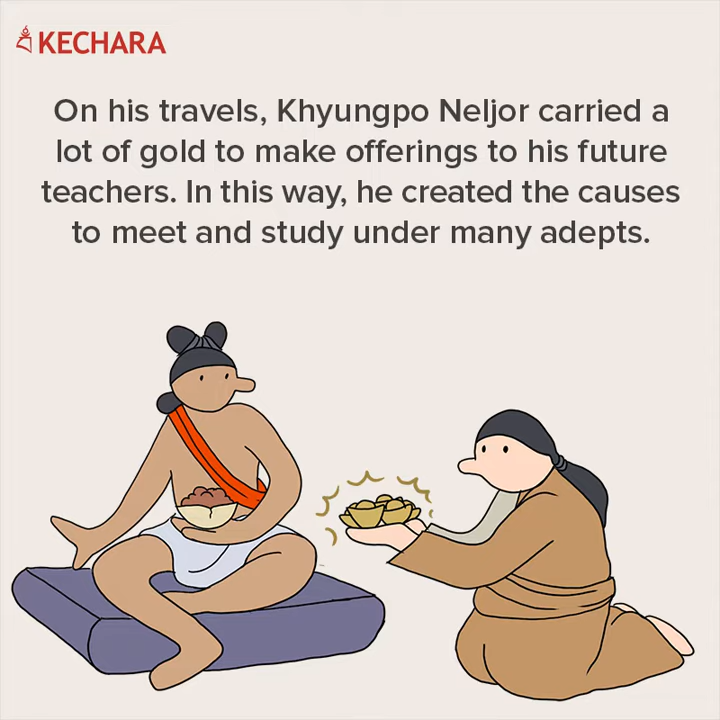 KECHARA
On his travels, Khyungpo Neljor carried a
lot of gold to make offerings to his future
teachers. In this way, he created the causes
to meet and study under many adepts.